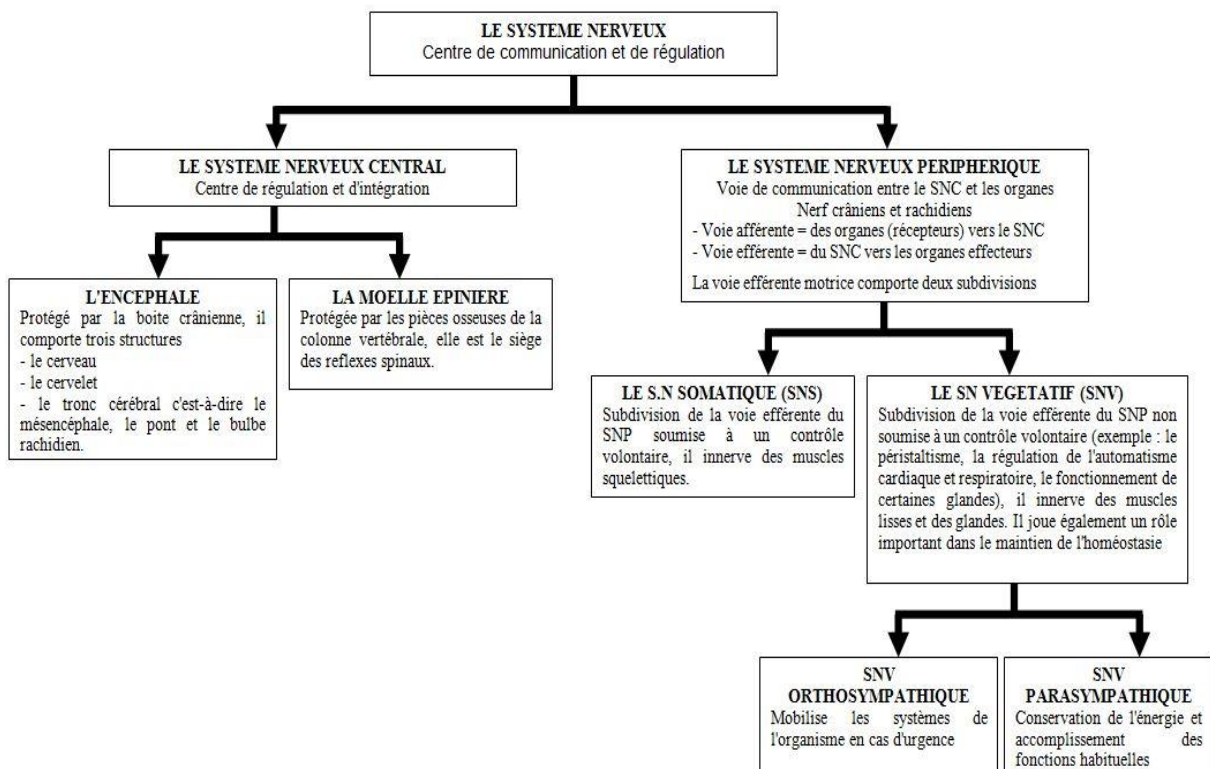 LE SYSTEME NERVEUX
Centre de communication et de régulation
LE SYSTEME NERVEUX CENTRAL
Centre de régulation et d'intégration
LE SYSTEME NERVEUX PERIPHERIQUE
Voie de communication entre le SNC et les organes
Nerf crâniens et rachidiens
- Voie afférente = des organes (récepteurs) vers le SNC
- Voie efférente = du SNC vers les organes effecteurs
La voie efférente motrice comporte deux subdivisions
L'ENCEPHALE
Protégé par la boite crânienne, il
comporte trois structures
- le cerveau
- le cervelet
- le tronc cérébral c'est-à-dire le
mésencéphale, le pont et le bulbe
rachidien.
LA MOELLE EPINIERE
Protégée par les pièces osseuses de la
colonne vertébrale, elle est le siège
des reflexes spinaux.
LE S.N SOMATIQUE (SNS)
Subdivision de la voie efférente du
SNP soumise à un contrôle
volontaire, il innerve des muscles
squelettiques.
LE SN VEGETATIF (SNV)
Subdivision de la voie efférente du SNP non
soumise à un contrôle volontaire (exemple : le
péristaltisme, la régulation de l'automatisme
cardiaque et respiratoire, le fonctionnement de
certaines glandes), il innerve des muscles
lisses et des glandes. Il joue également un rôle
important dans le maintien de l'homéostasie
SNV
ORTHOSYMPATHIQUE
Mobilise les systèmes de
l'organisme en cas d'urgence
SNV
PARASYMPATHIQUE
Conservation de l'énergie et
accomplissement des
fonctions habituelles